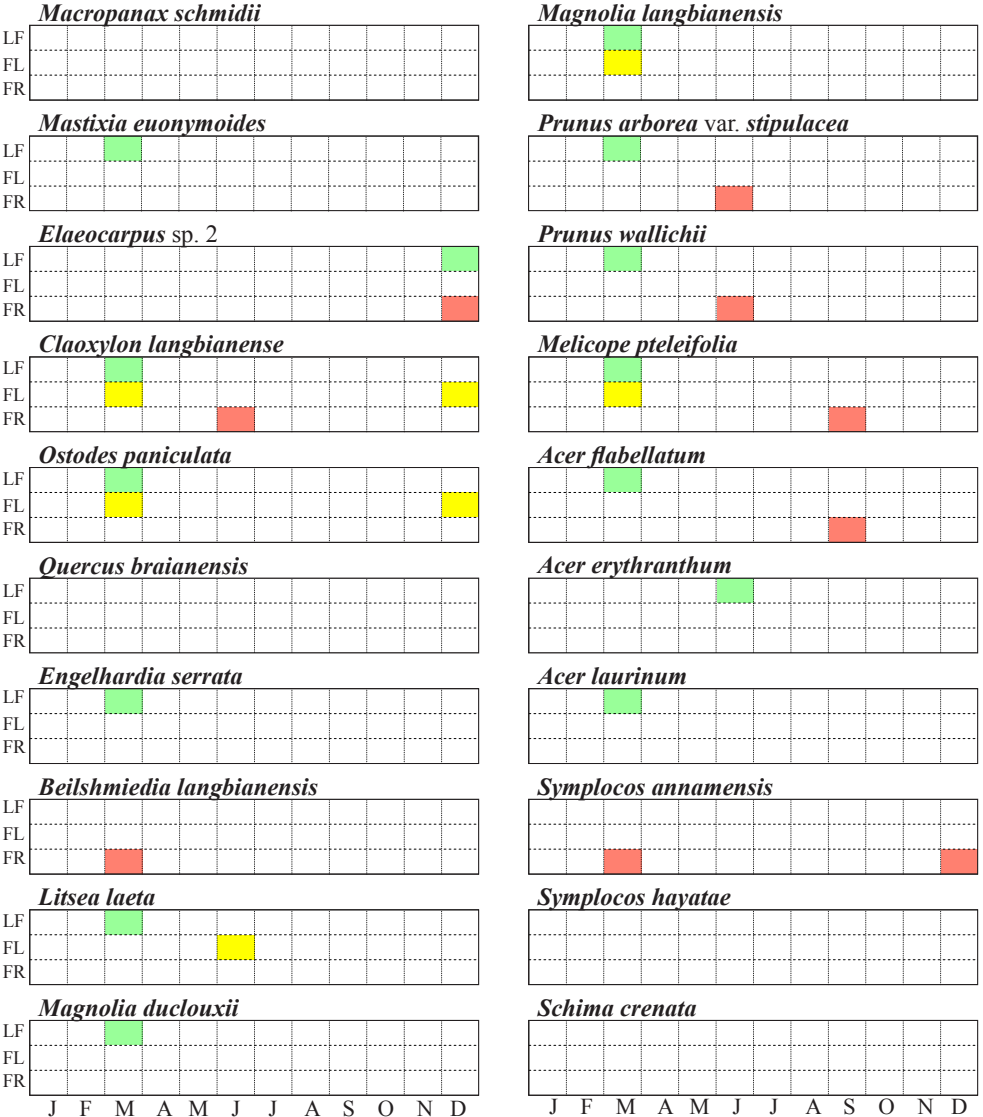 Macropanax schmidii
LF
FL
FR
Mastixia euonymoides
LF
FL
FR
Elaeocarpus sp. 2
LF
FL
FR
Claoxylon langbianense
LF
FL
FR
Ostodes paniculata
LF
FL
FR
Quercus braianensis
LF
FL
FR
Engelhardia serrata
LF
FL
FR
Beilshmiedia langbianensis
LF
FL
FR
Litsea laeta
LF
FL
FR
Magnolia duclouxii
LF
FL
FR
J F M A M J J A S O N D
Magnolia langbianensis
Prunus arborea var. stipulacea
Prunus wallichii
Melicope pteleifolia
Acer flabellatum
Acer erythranthum
Acer laurinum
Symplocos annamensis
Symplocos hayatae
Schima crenata
J F M A M J J A S O N D